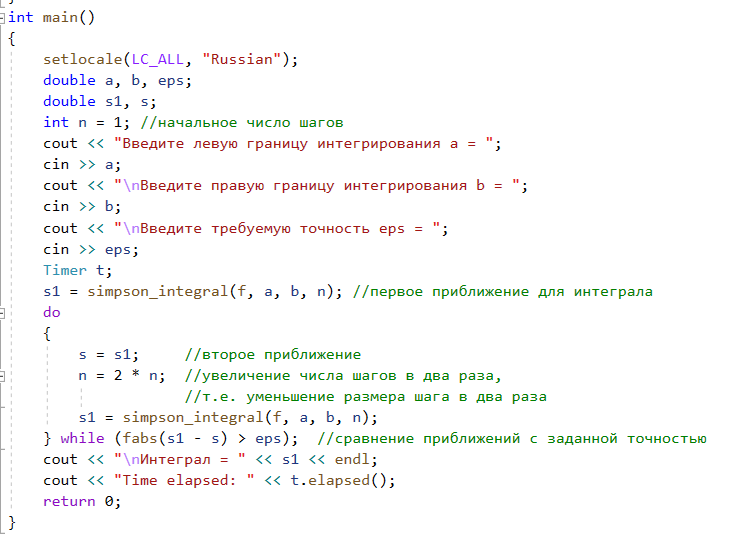 int main()
{
setlocale(LC_ALL, "Russian");
double a, b, eps;
double s1, s;
int n = 1; //начальное число шагов
cout << "Введите левую границу интегрирования a = ";
cin >> a;
cout << "\nВведите правую границу интегрирования b = ";
cin >> b;
cout << "\nВведите требуемую точность eps = ";
cin >> eps;
Timer t;
s1 = simpson_integral(f, a, b, n); //первое приближение для интеграла
do
{
s = s1;     //второе приближение
n = 2 * n;  //увеличение числа шагов в два раза,
//т.е. уменьшение размера шага в два раза
s1 = simpson_integral(f, a, b, n);
} while (fabs(s1 - s) > eps);  //сравнение приближений с заданной точностью
cout << "\nИнтеграл = " << s1 << endl;
cout << "Time elapsed: " << t.elapsed();
return 0;
}